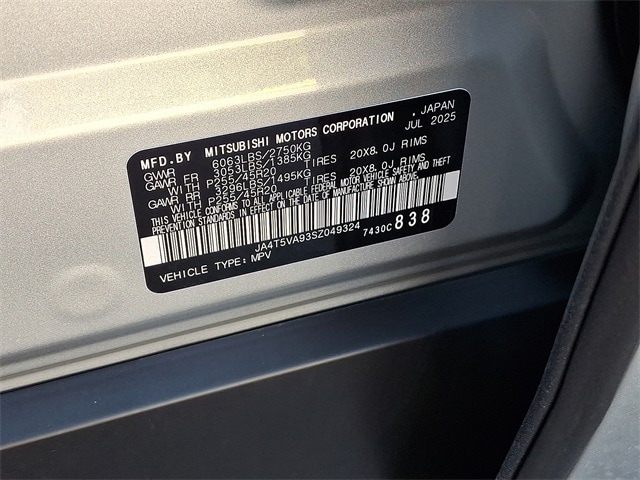 MFD.BY MITSUBISHI MOTORS CORPORATION , JAPAN
JUL 2025
GVWR 6063LBS/2750KG
GAWR FR 3053LBS/1385KG
WITH P255/45R20 TIRES 20X8.0J RIMS
GAWR RR 3296LBS/1495KG
WITH P255/45R20 TIRES 20X8.0J RIMS
THIS VEHICLE CONFORMS TO ALL APPLICABLE FEDERAL MOTOR VEHICLE SAFETY AND THEFT
PREVENTION STANDARDS IN EFFECT ON THE DATE OF MANUFACTURE SHOWN ABOVE.
JA4T5VA93SZ049324 7430C 838
VEHICLE TYPE: MPV